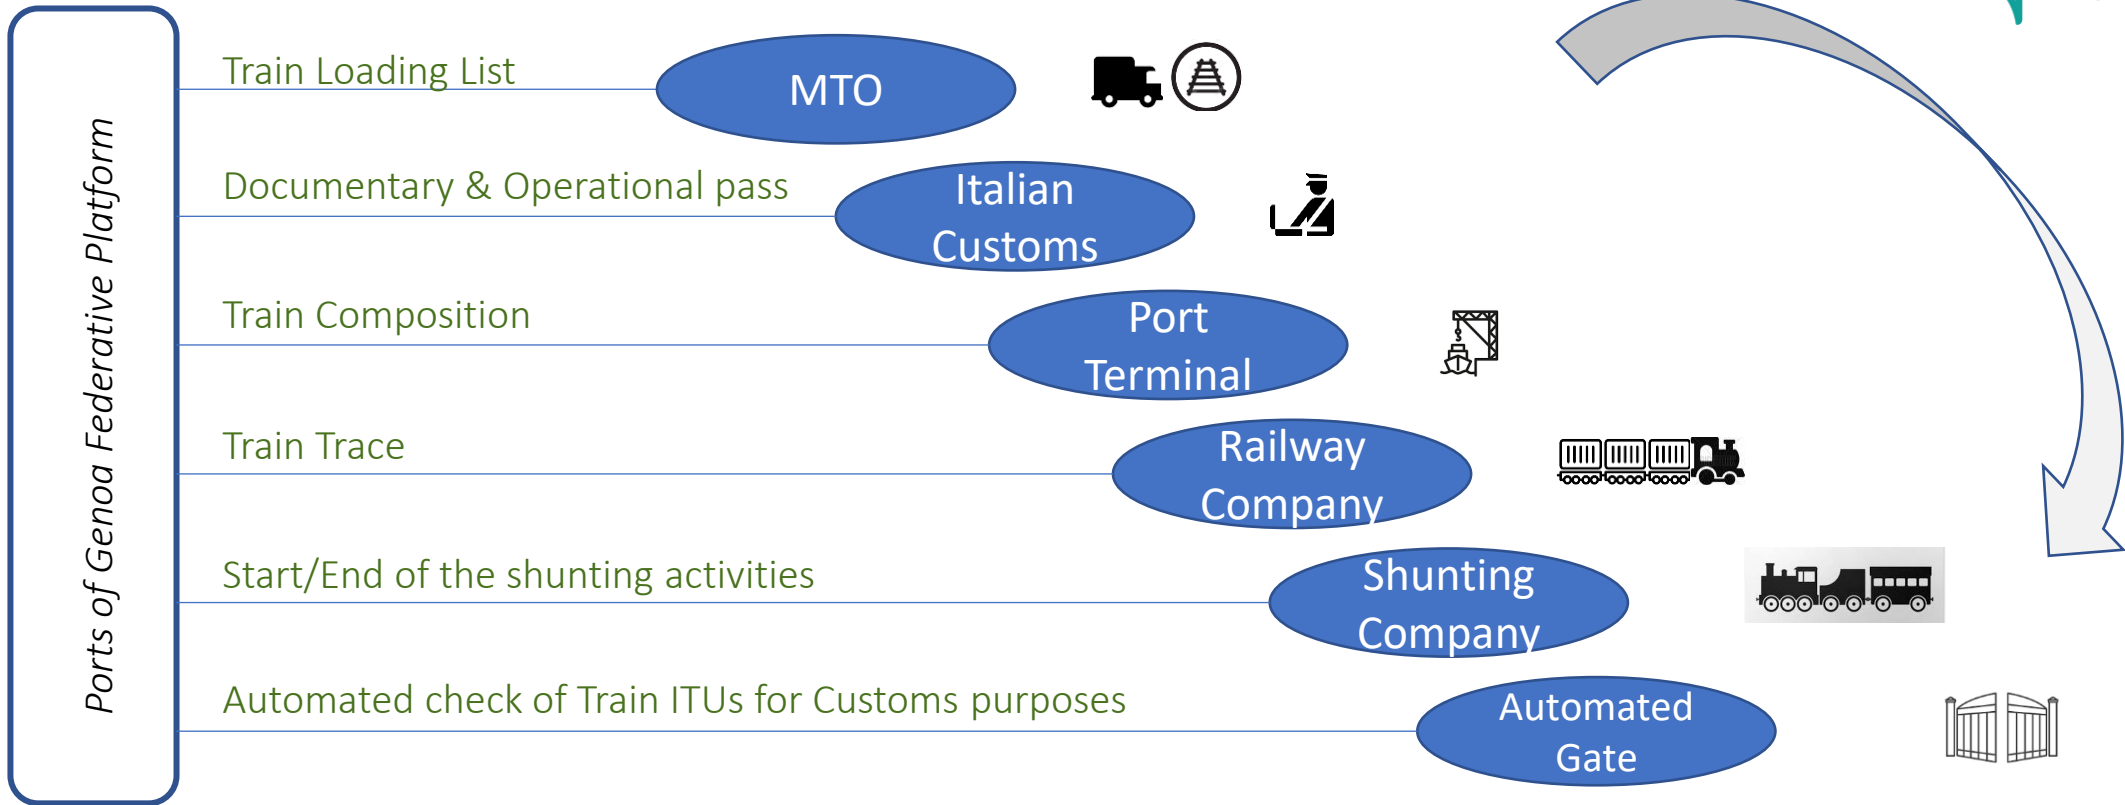 Ports of Genoa Federative Platform
Train Loading List
MTO
Documentary & Operational pass
Italian
Customs
Train Composition
Port
Terminal
Train Trace
Railway
Company
Start/End of the shunting activities
Shunting
Company
Automated check of Train ITUs for Customs purposes
Automated
Gate